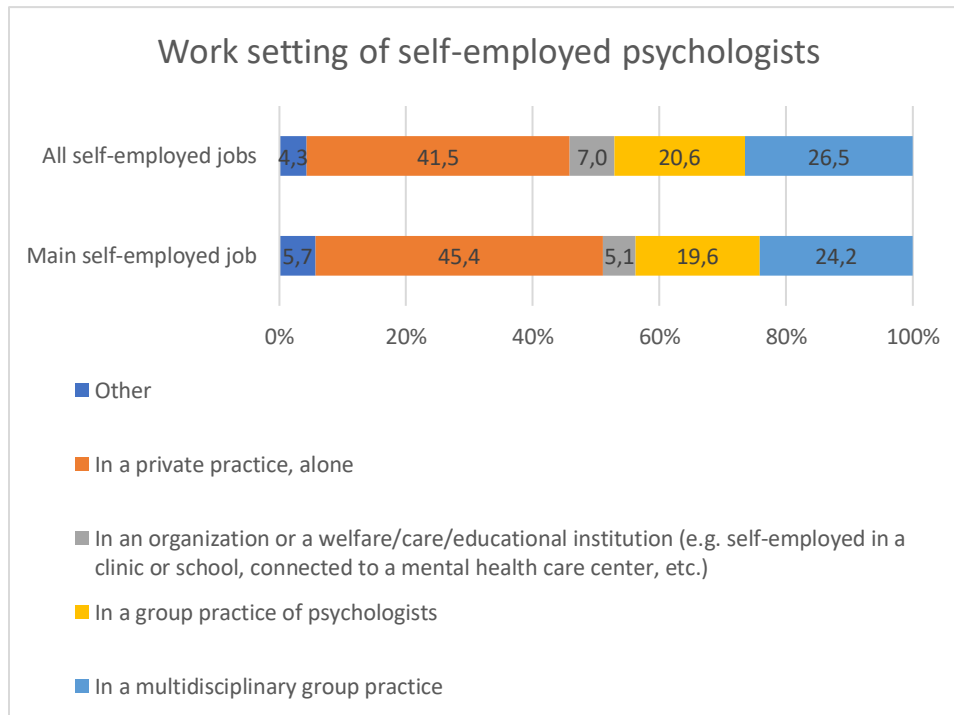 Work setting of self-employed psychologists
All self-employed jobs
4,3 41,5 7,0 20,6 26,5
Main self-employed job
5,7 45,4 5,1 19,6 24,2
0% 20% 40% 60% 80% 100%
Other
In a private practice, alone
In an organization or a welfare/care/educational institution (e.g. self-employed in a
clinic or school, connected to a mental health care center, etc.)
In a group practice of psychologists
In a multidisciplinary group practice